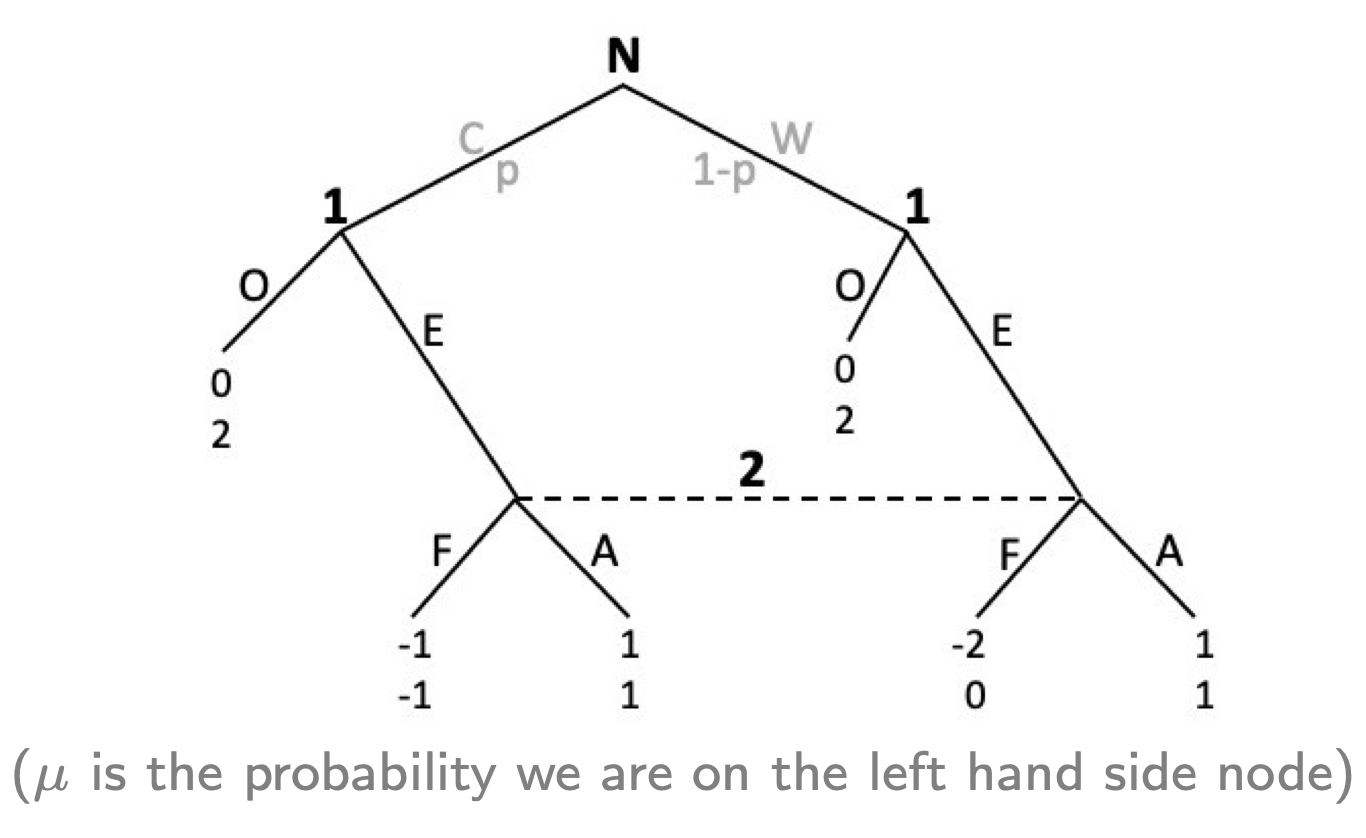 N
C W
p 1-p
1 1
O O
E E
0 0
2 2
2
F A F A
-1 1 -2 1
-1 1 0 1
(μ is the probability we are on the left hand side node)